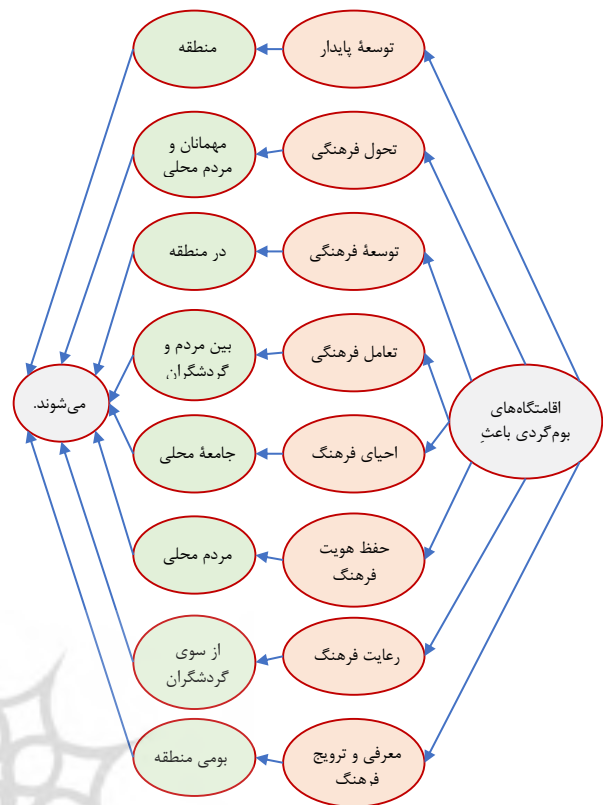 اقامتگاه‌های
بوم‌گردی باعثِ
توسعهٔ پایدار
منطقه
تحول فرهنگی
مهمانان و
مردم محلی
توسعهٔ فرهنگی
در منطقه
تعامل فرهنگی
بین مردم و
گردشگران
احیای فرهنگ
جامعهٔ محلی
حفظ هویت
فرهنگ
مردم محلی
رعایت فرهنگ
از سوی
گردشگران
معرفی و ترویج
فرهنگ
بومی منطقه
می‌شوند.